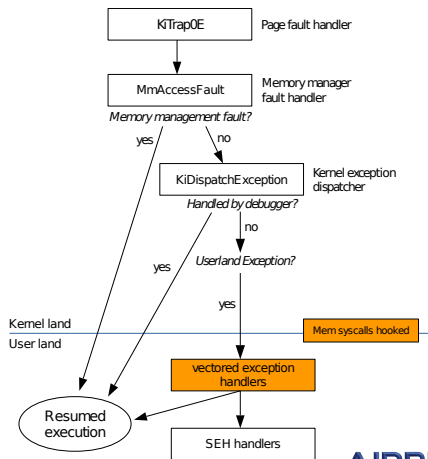 KiTrap0E
Page fault handler
MmAccessFault
Memory manager
fault handler
Memory management fault?
yes
no
KiDispatchException
Kernel exception
dispatcher
Handled by debugger?
no
yes
Userland Exception?
yes
Kernel land
Mem syscalls hooked
User land
vectored exception
handlers
Resumed
execution
SEH handlers